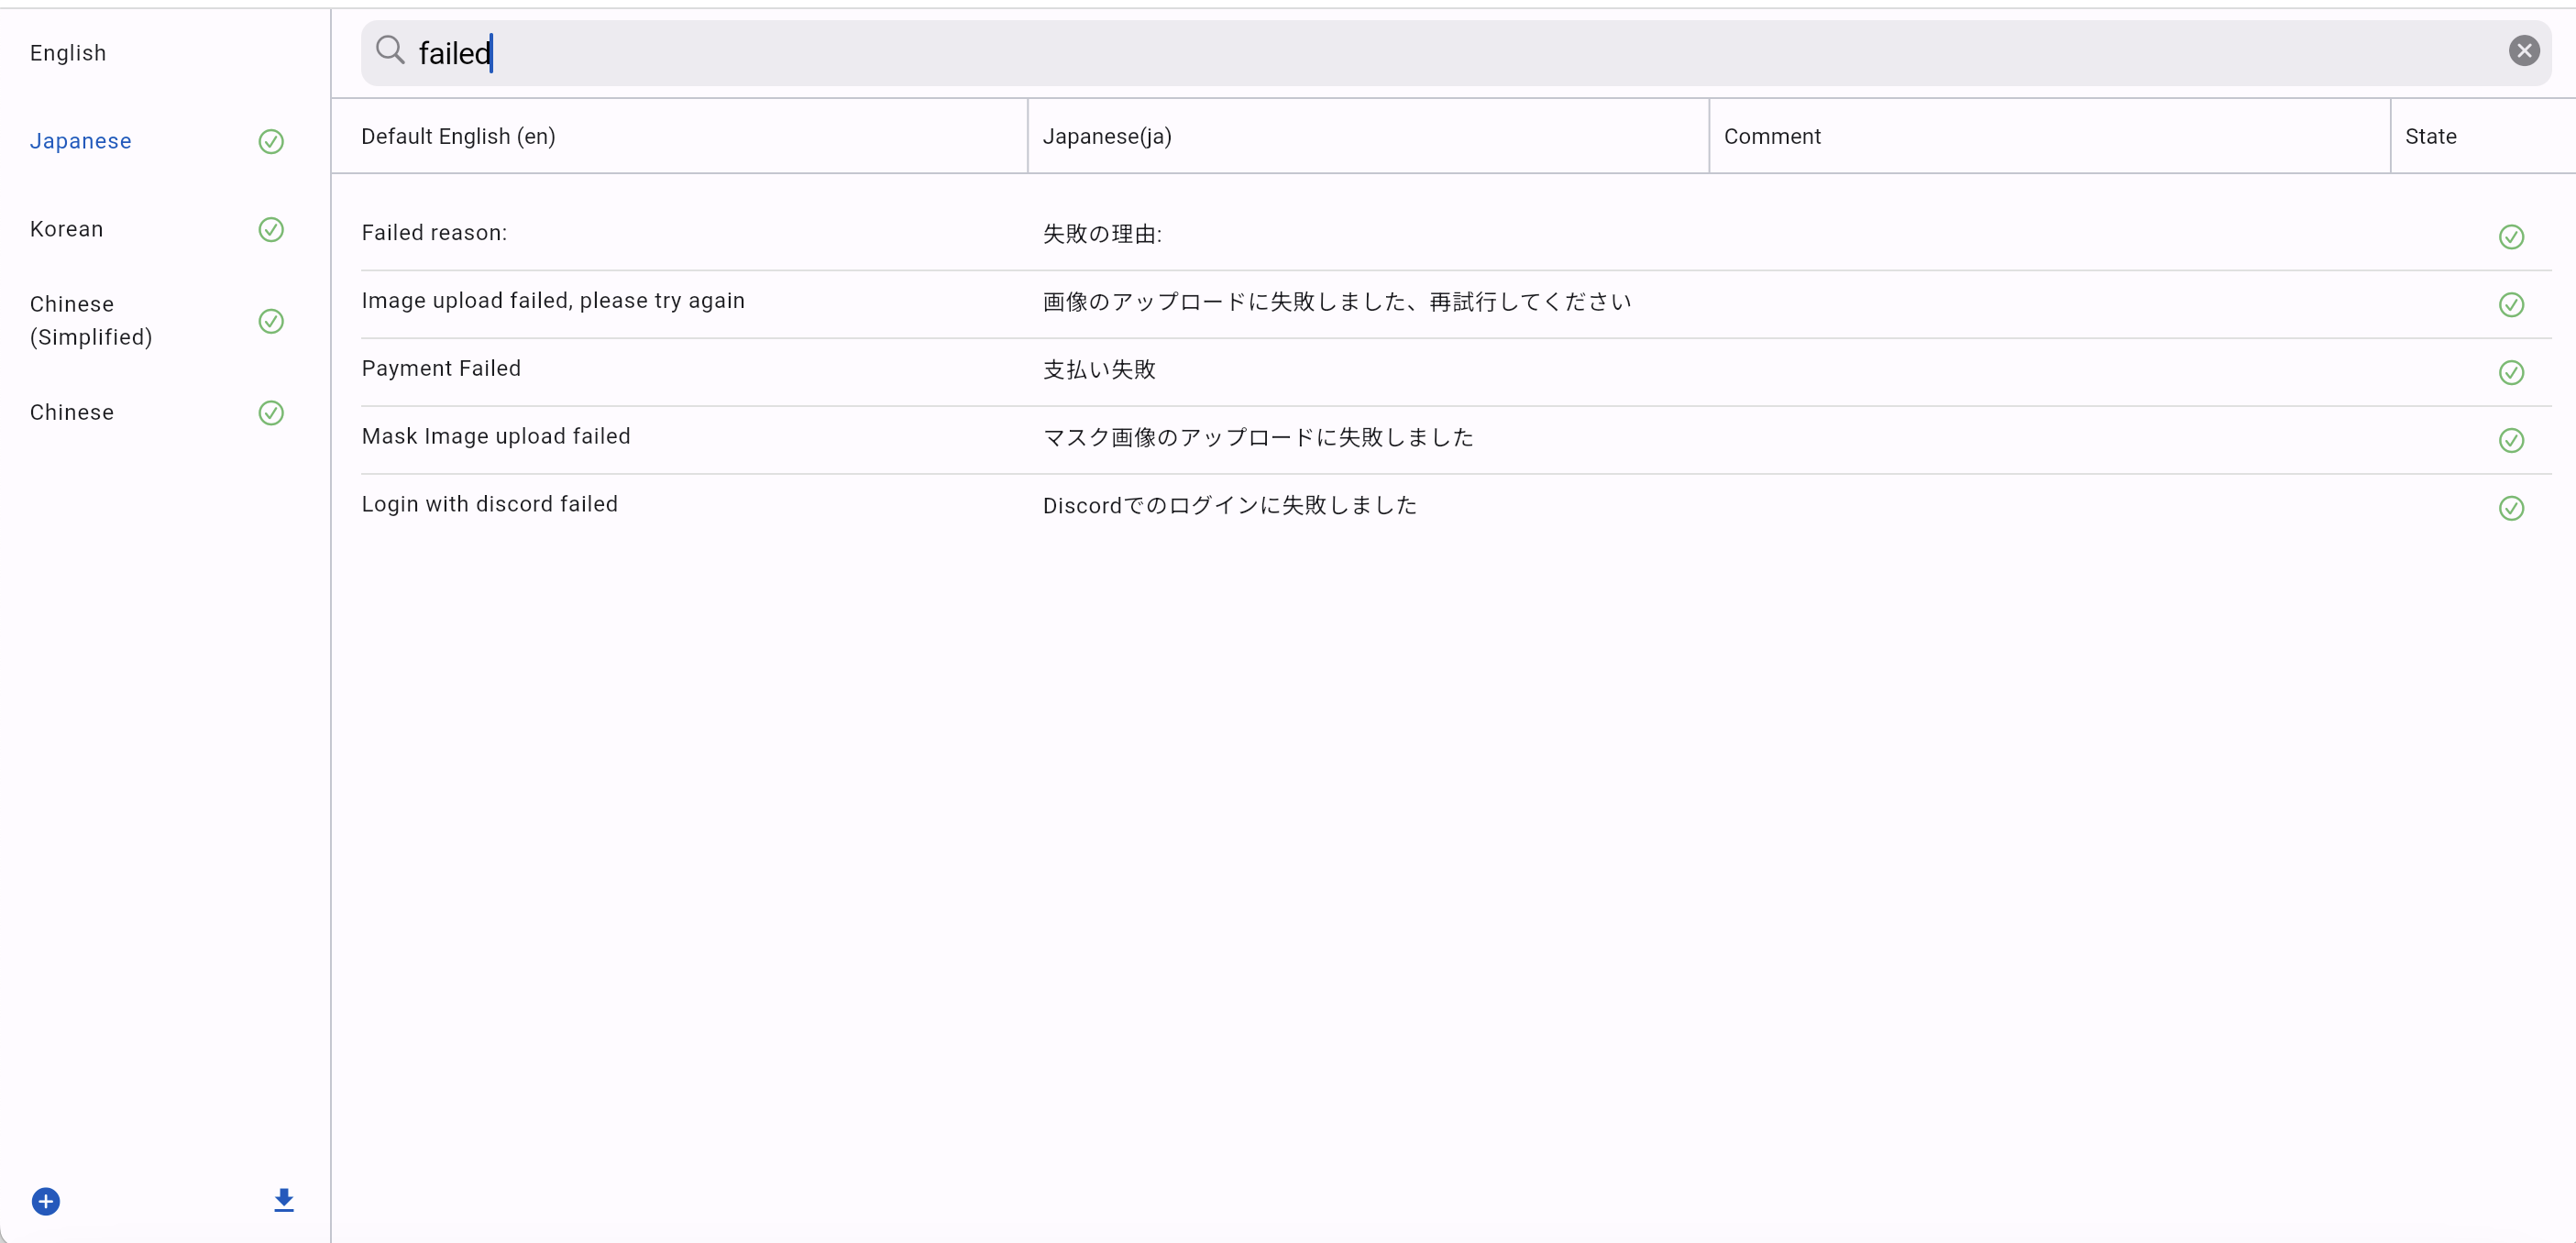 English
Japanese
Korean
Chinese
(Simplified)
Chinese
failed
Default English (en)
Japanese(ja)
Comment
State
Failed reason:
失敗の理由:
Image upload failed, please try again
画像のアップロードに失敗しました、再試行してください
Payment Failed
支払い失敗
Mask Image upload failed
マスク画像のアップロードに失敗しました
Login with discord failed
Discordでのログインに失敗しました